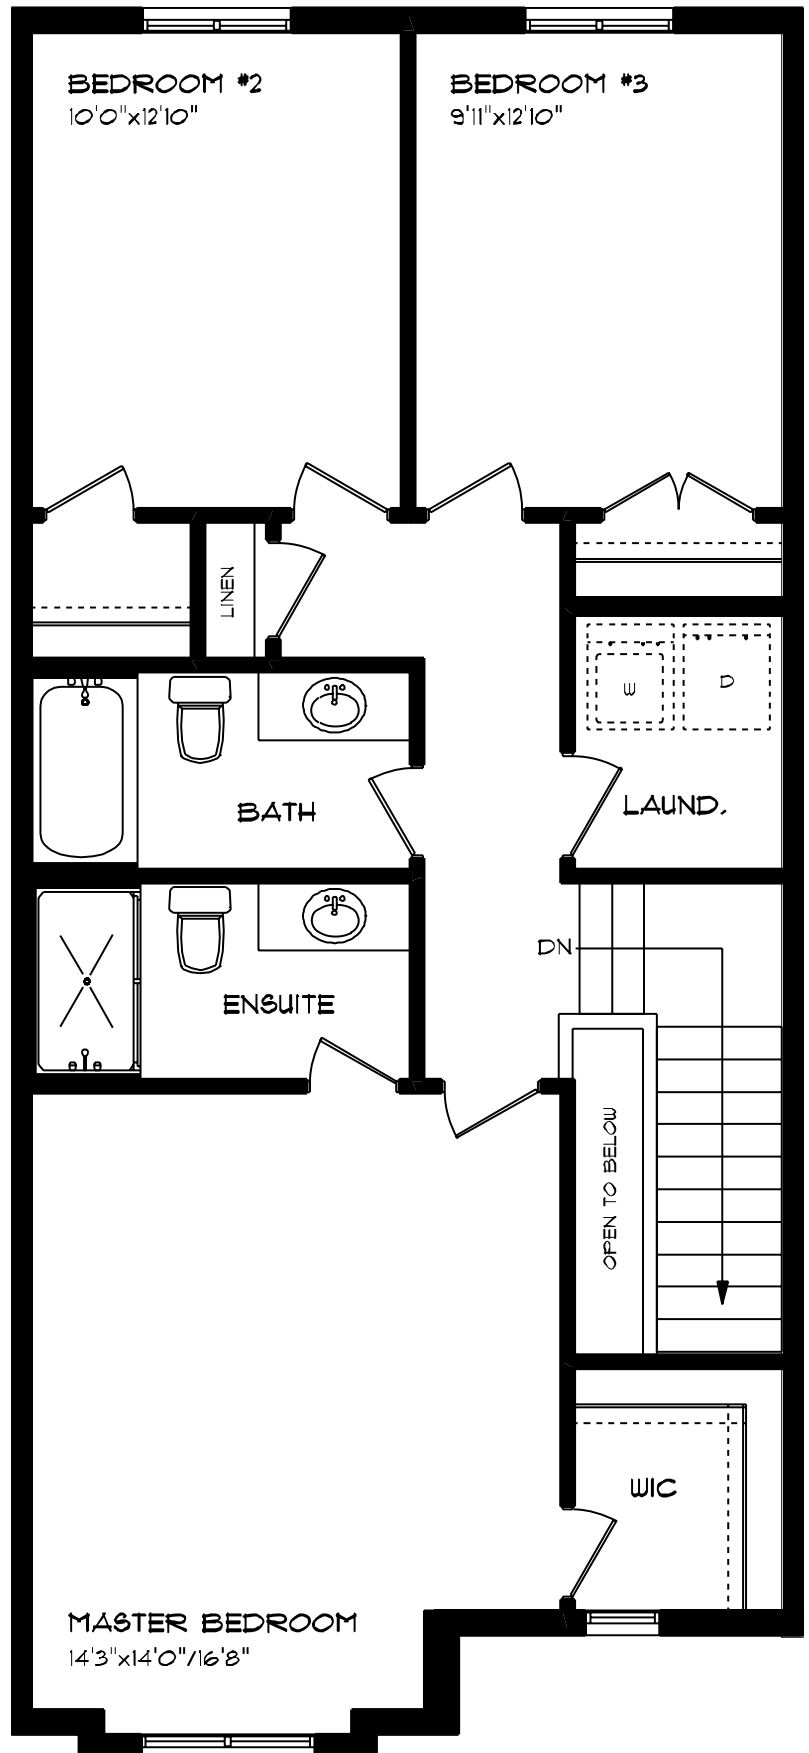 BEDROOM #2
10'0"x12'10"
BEDROOM #3
9'11"x12'10"
LINEN
W
D
BATH
LAUND.
DN
ENSUITE
OPEN TO BELOW
WIC
MASTER BEDROOM
14'3"x14'0"/16'8"